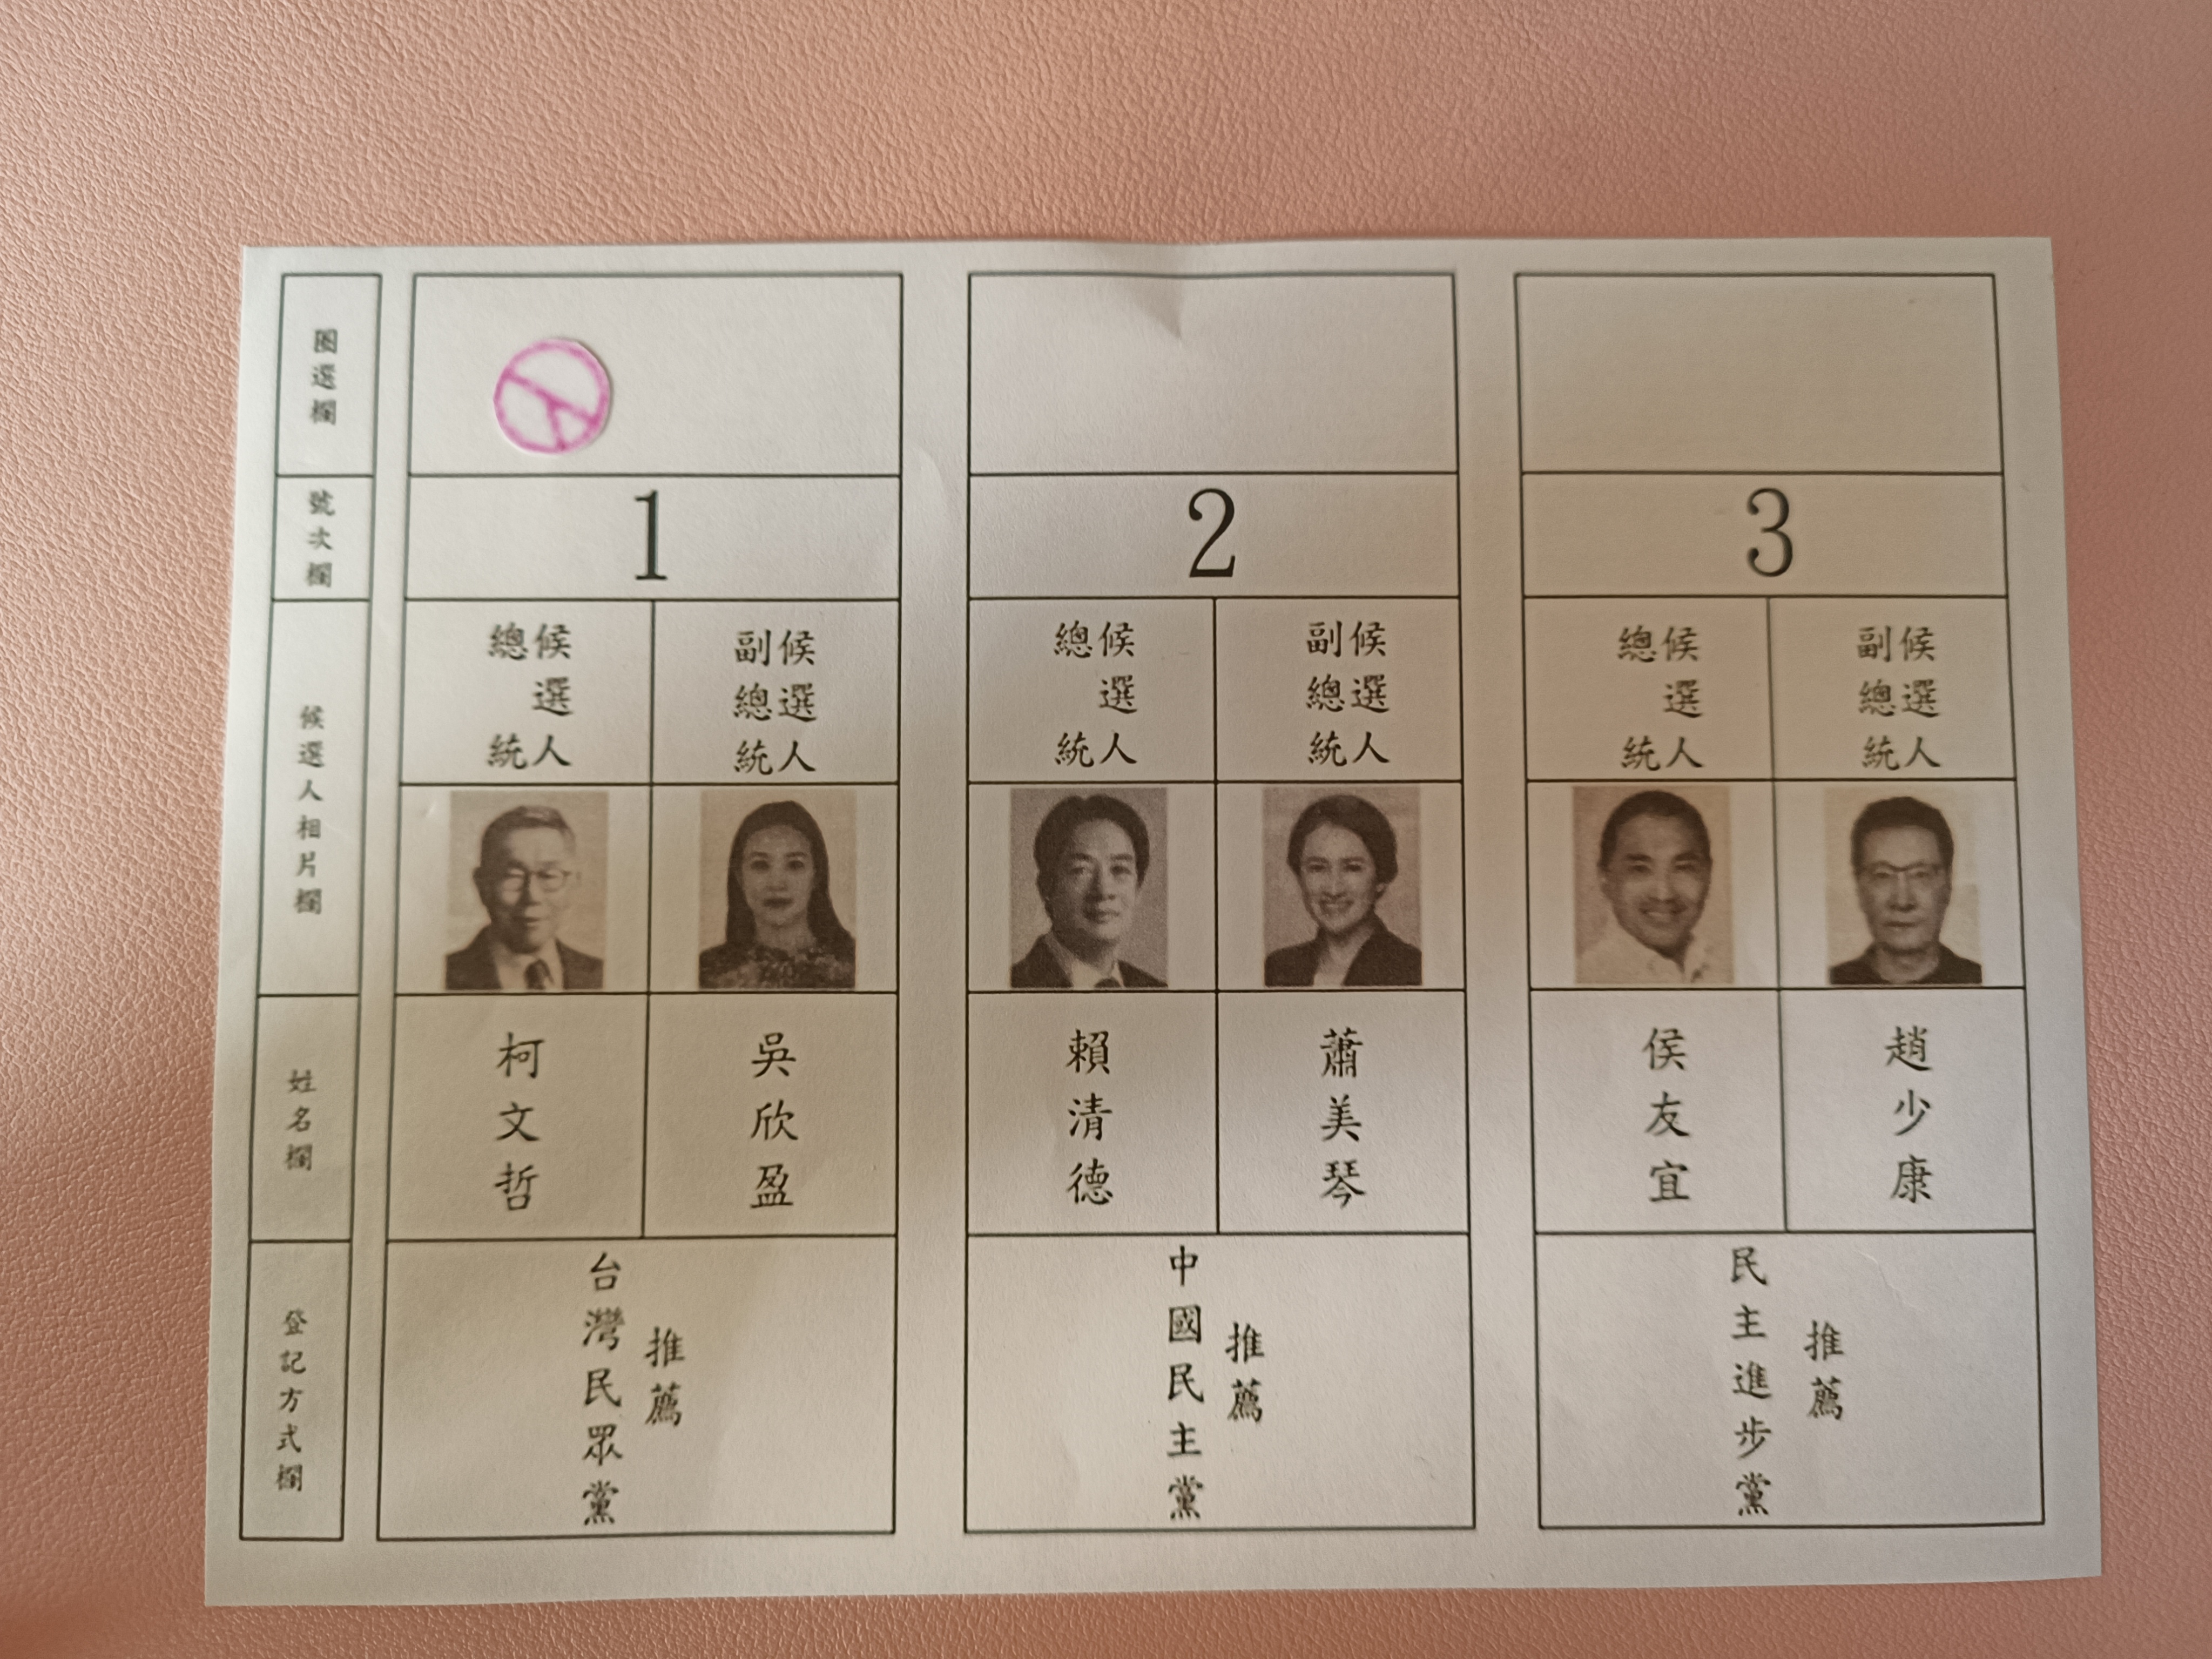 圈選欄
號次欄
候選人相片欄
姓名欄
登記方式欄
1
總統候選人
副總統候選人
柯文哲
吳欣盈
台灣民眾黨
推薦
2
總統候選人
副總統候選人
賴清德
蕭美琴
中國民主黨
推薦
3
總統候選人
副總統候選人
侯友宜
趙少康
民主進步黨
推薦